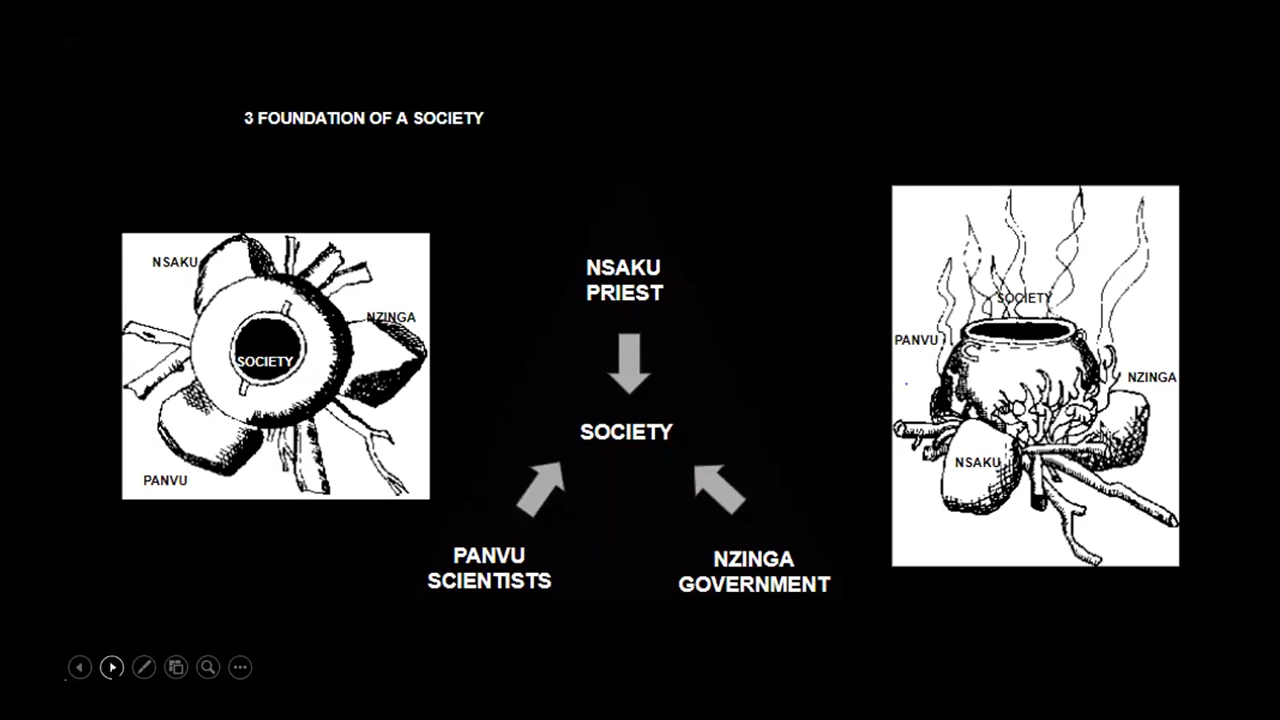 3 FOUNDATION OF A SOCIETY
NSAKU
NZINGA
SOCIETY
PANVU
NSAKU
PRIEST
SOCIETY
PANVU
SCIENTISTS
NZINGA
GOVERNMENT
SOCIETY
PANVU
NZINGA
NSAKU